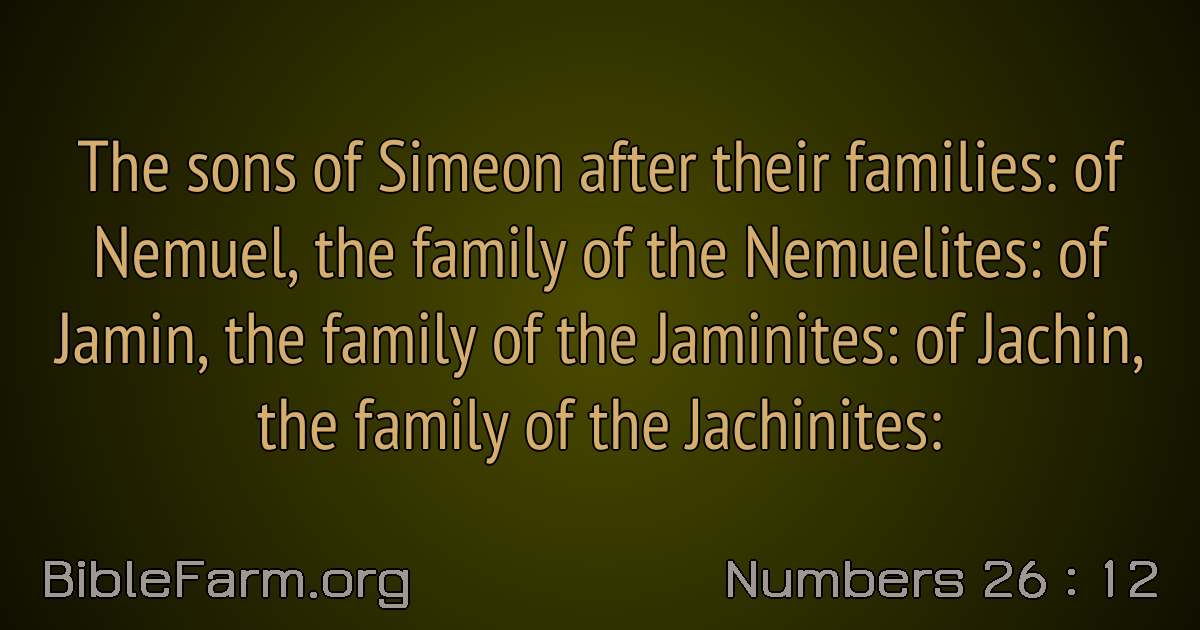 The sons of Simeon after their families: of
Nemuel, the family of the Nemuelites: of
Jamin, the family of the Jaminites: of Jachin,
the family of the Jachinites:
BibleFarm.org
Numbers 26 : 12